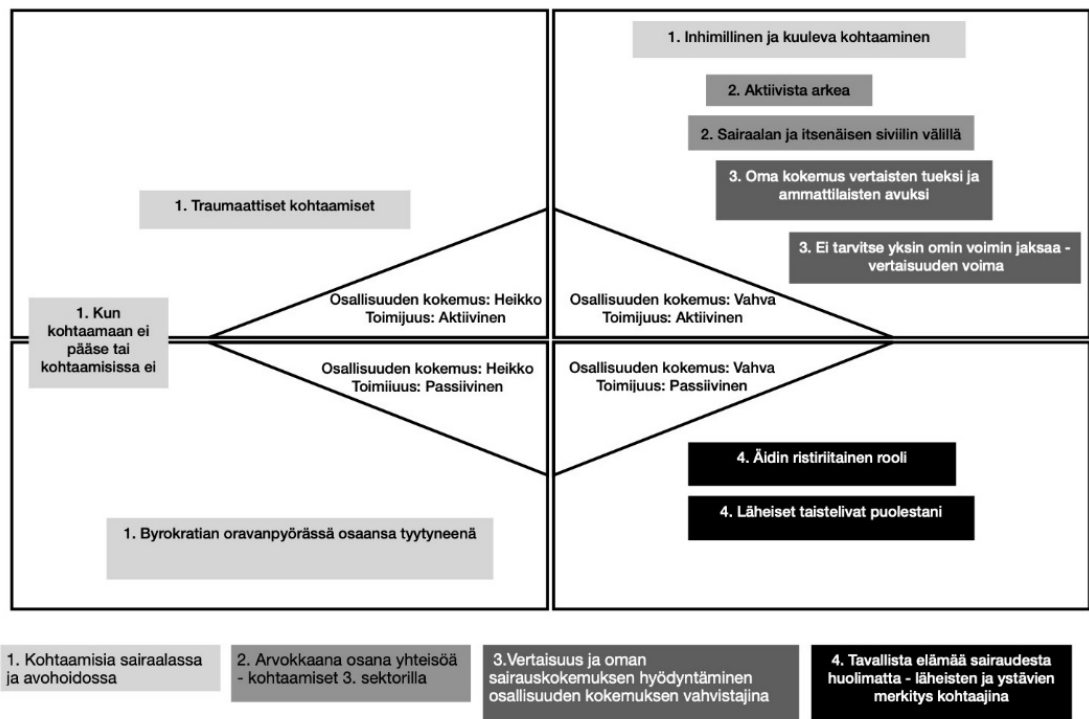 1. Inhimillinen ja kuuleva kohtaaminen
2. Aktiivista arkea
2. Sairaalan ja itsenäisen siviilin välillä
3. Oma kokemus vertaisten tueksi ja
ammattilaisten avuksi
1. Traumaattiset kohtaamiset
3. Ei tarvitse yksin omin voimin jaksaa -
vertaisuuden voima
Osallisuuden kokemus: Heikko
Toimijuus: Aktiivinen
Osallisuuden kokemus: Vahva
Toimijuus: Aktiivinen
1. Kun
kohtaamaan ei
pääse tai
kohtaamisissa ei
Osallisuuden kokemus: Heikko
Toimijuus: Passiivinen
Osallisuuden kokemus: Vahva
Toimijuus: Passiivinen
4. Äidin ristiriitainen rooli
4. Läheiset taistelivat puolestani
1. Byrokratian oravanpyörässä osaansa tyytyneenä
1. Kohtaamisia sairaalassa
ja avohoidossa
2. Arvokkaana osana yhteisöä
- kohtaamiset 3. sektorilla
3.Vertaisuus ja oman
sairauskokemuksen hyödyntäminen
osallisuuden kokemuksen vahvistajina
4. Tavallista elämää sairaudesta
huolimatta - läheisten ja ystävien
merkitys kohtaajina